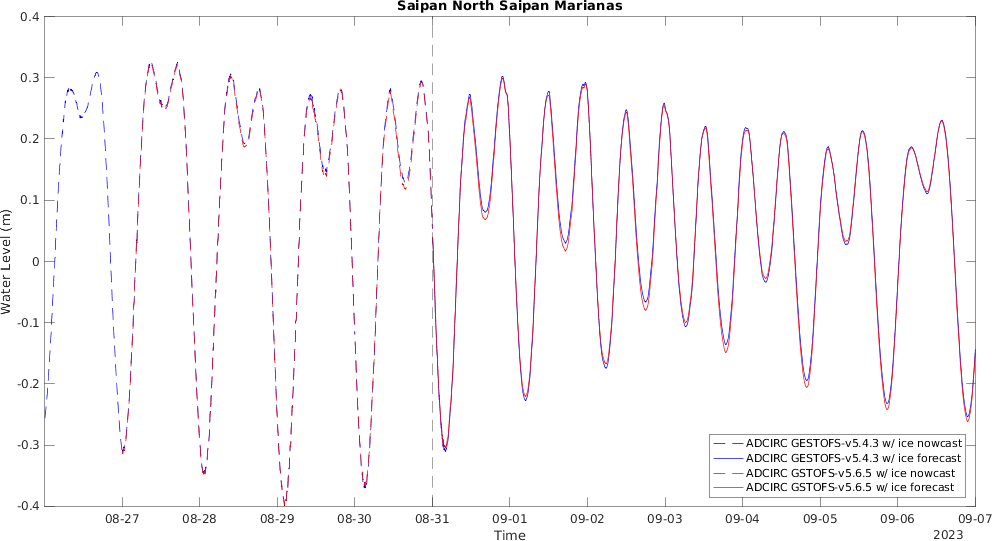 Saipan North Saipan Marianas
0.4
0.3
0.2
0.1
0
-0.1
-0.2
-0.3
-0.4
Water Level (m)
08-27 08-28 08-29 08-30 08-31 09-01 09-02 09-03 09-04 09-05 09-06 09-07
Time
2023
ADCIRC GESTOFS-v5.4.3 w/ ice nowcast
ADCIRC GESTOFS-v5.4.3 w/ ice forecast
ADCIRC GSTOFS-v5.6.5 w/ ice nowcast
ADCIRC GSTOFS-v5.6.5 w/ ice forecast